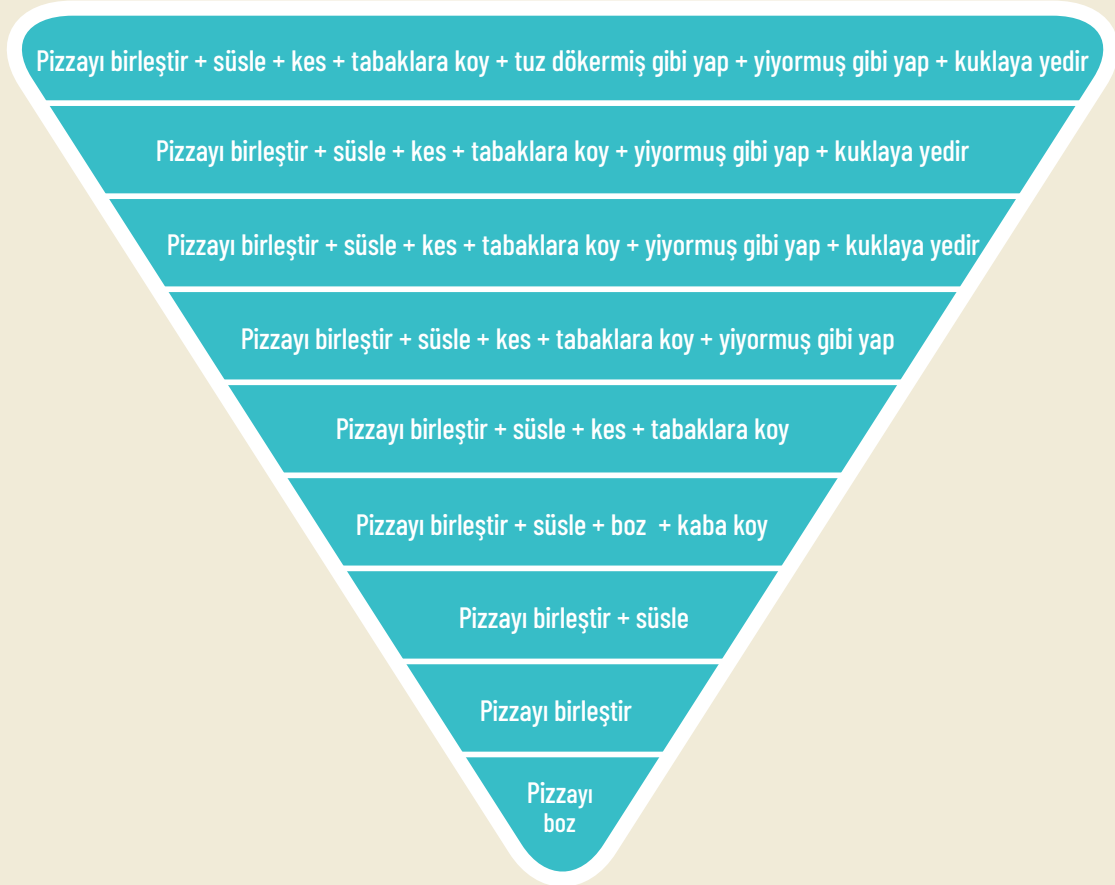 Pizzayı birleştir + süsle + kes + tabaklara koy + tuz dökermiş gibi yap + yiyormuş gibi yap + kuklaya yedir
Pizzayı birleştir + süsle + kes + tabaklara koy + yiyormuş gibi yap + kuklaya yedir
Pizzayı birleştir + süsle + kes + tabaklara koy + yiyormuş gibi yap + kuklaya yedir
Pizzayı birleştir + süsle + kes + tabaklara koy + yiyormuş gibi yap
Pizzayı birleştir + süsle + kes + tabaklara koy
Pizzayı birleştir + süsle + boz + kaba koy
Pizzayı birleştir + süsle
Pizzayı birleştir
Pizzayı
boz